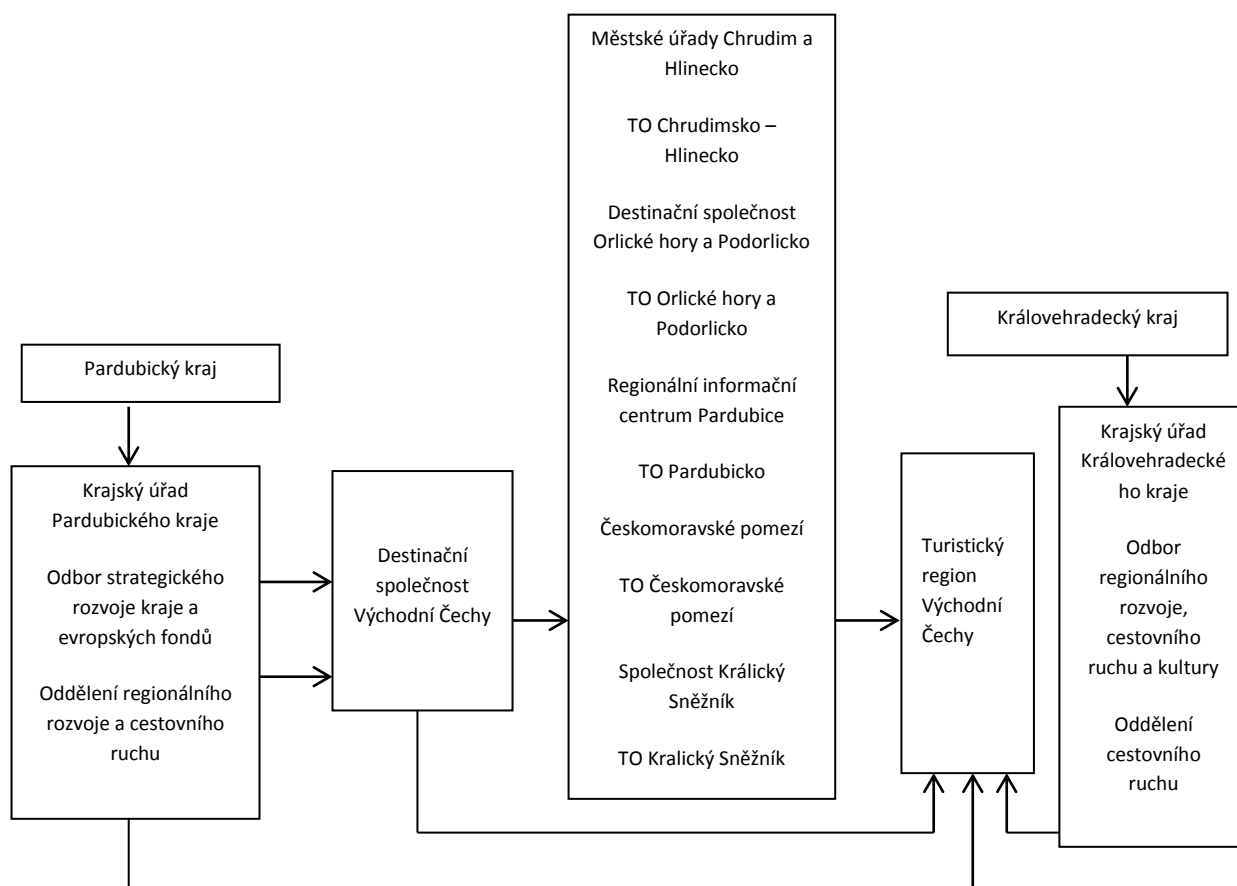 Pardubický kraj
Krajský úřad
Pardubického kraje
Odbor strategického
rozvoje kraje a
evropských fondů
Oddělení regionálního
rozvoje a cestovního
ruchu
Destinační
společnost
Východní Čechy
Městské úřady Chrudim a
Hlinecko
TO Chrudimsko –
Hlinecko
Destinační společnost
Orlické hory a Podorlicko
TO Orlické hory a
Podorlicko
Regionální informační
centrum Pardubice
TO Pardubicko
Českomoravské pomezí
TO Českomoravské
pomezí
Společnost Králický
Sněžník
TO Kralický Sněžník
Turistický
region
Východní
Čechy
Královehradecký kraj
Krajský úřad
Královehradecké
ho kraje
Odbor
regionálního
rozvoje,
cestovního
ruchu a kultury
Oddělení
cestovního
ruchu